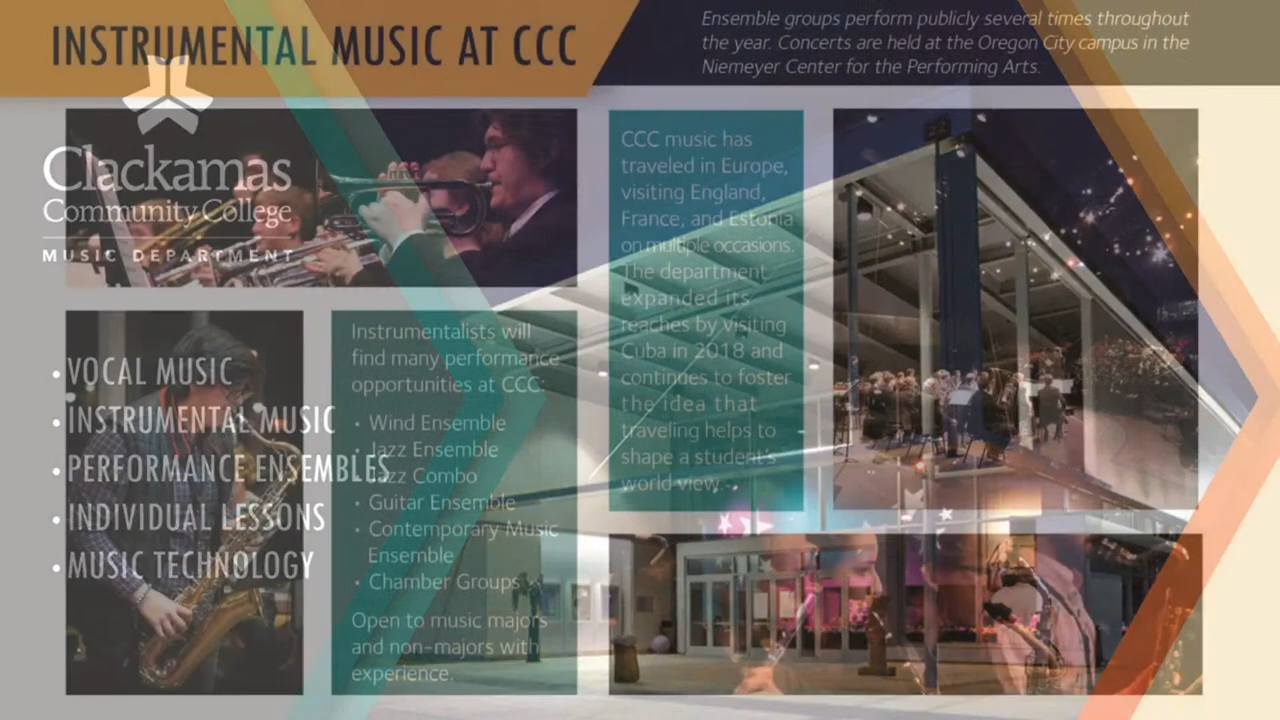 INSTRUMENTAL MUSIC AT CCC
Ensemble groups perform publicly several times throughout
the year. Concerts are held at the Oregon City campus in the
Niemeyer Center for the Performing Arts.
Clackamas
Community College
MUSIC DEPARTMENT
• VOCAL MUSIC
• INSTRUMENTAL MUSIC
• PERFORMANCE ENSEMBLES
• INDIVIDUAL LESSONS
• MUSIC TECHNOLOGY
Instrumentalists will
find many performance
opportunities at CCC:
• Wind Ensemble
• Jazz Ensemble
• Jazz Combo
• Guitar Ensemble
• Contemporary Music
Ensemble
• Chamber Groups
Open to music majors
and non-majors with
experience.
CCC music has
traveled in Europe,
visiting England,
France, and Estonia
on multiple occasions.
The department
expanded its
reaches by visiting
Cuba in 2018 and
continues to foster
the idea that
traveling helps to
shape a student's
world view.